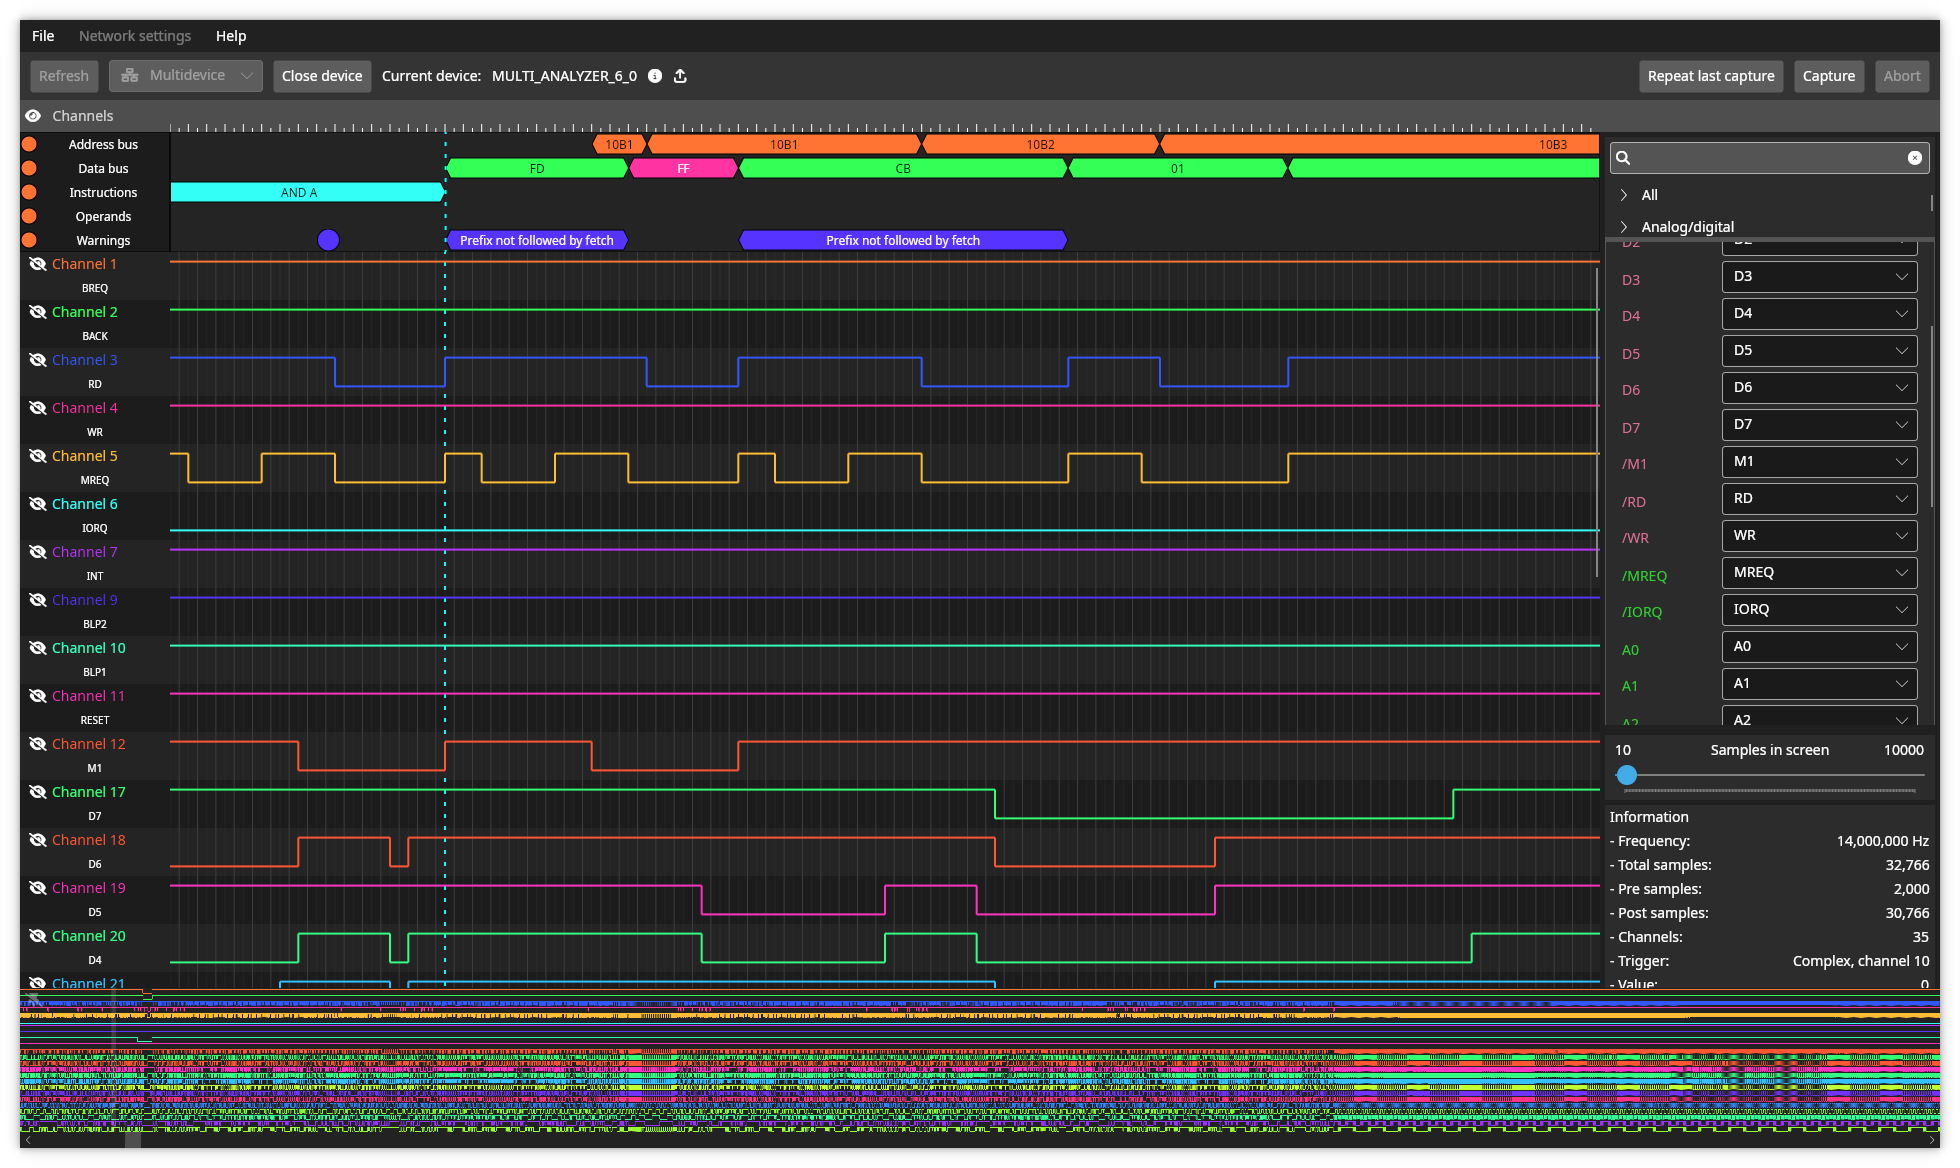 File Network settings Help
Refresh Multidevice Close device Current device: MULTI_ANALYZER_6_0 Repeat last capture Capture Abort
Channels
Address bus 10B1 10B1 10B2 10B3
Data bus FD FF CB 01
Instructions AND A
Operands
Warnings Prefix not followed by fetch Prefix not followed by fetch
Channel 1
BREQ
Channel 2
BACK
Channel 3
RD
Channel 4
WR
Channel 5
MREQ
Channel 6
IORQ
Channel 7
INT
Channel 9
BLP2
Channel 10
BLP1
Channel 11
RESET
Channel 12
M1
Channel 17
D7
Channel 18
D6
Channel 19
D5
Channel 20
D4
Channel 21
All
Analog/digital
D2 D2
D3 D3
D4 D4
D5 D5
D6 D6
D7 D7
/M1 M1
/RD RD
/WR WR
/MREQ MREQ
/IORQ IORQ
A0 A0
A1 A1
A2 A2
10 Samples in screen 10000
Information
- Frequency: 14,000,000 Hz
- Total samples: 32,766
- Pre samples: 2,000
- Post samples: 30,766
- Channels: 35
- Trigger: Complex, channel 10
- Value: 0